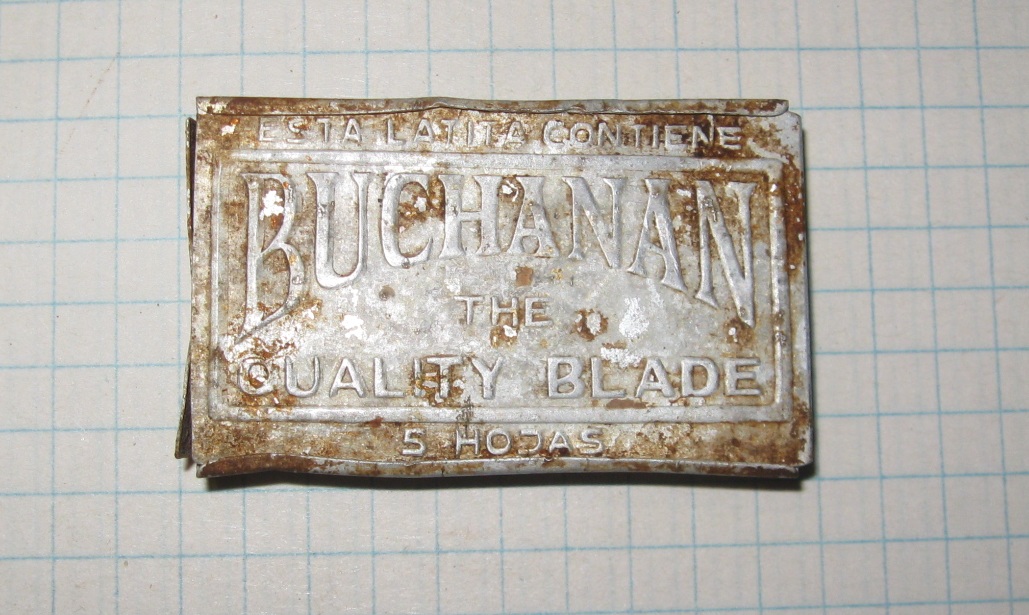 ESTA LATITA CONTIENE
BUCHANAN
THE
QUALITY BLADE
5 HOJAS